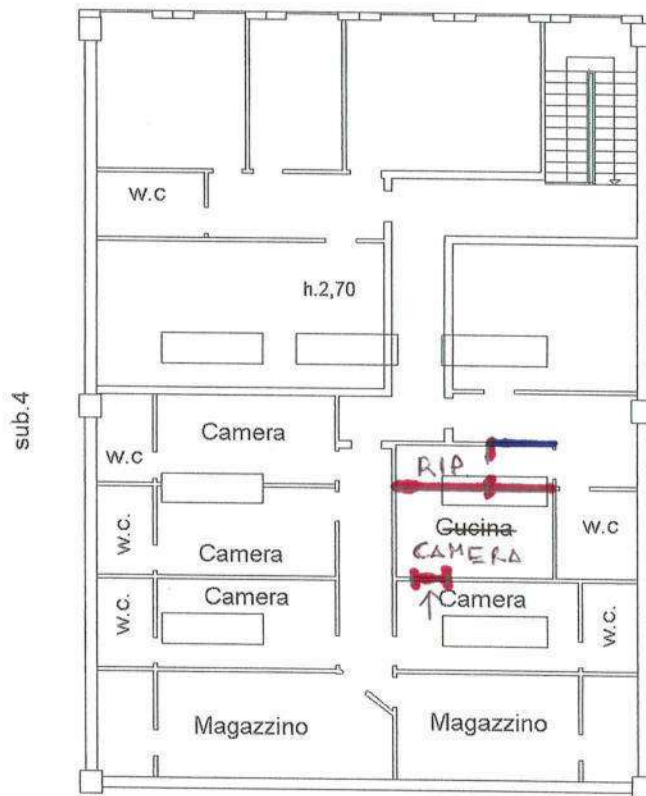 w.c
h.2,70
sub.4
Camera
w.c
RIP.
Cucina
w.c
w.c.
Camera
CAMERA
w.c.
Camera
Camera
w.c.
Magazzino
Magazzino